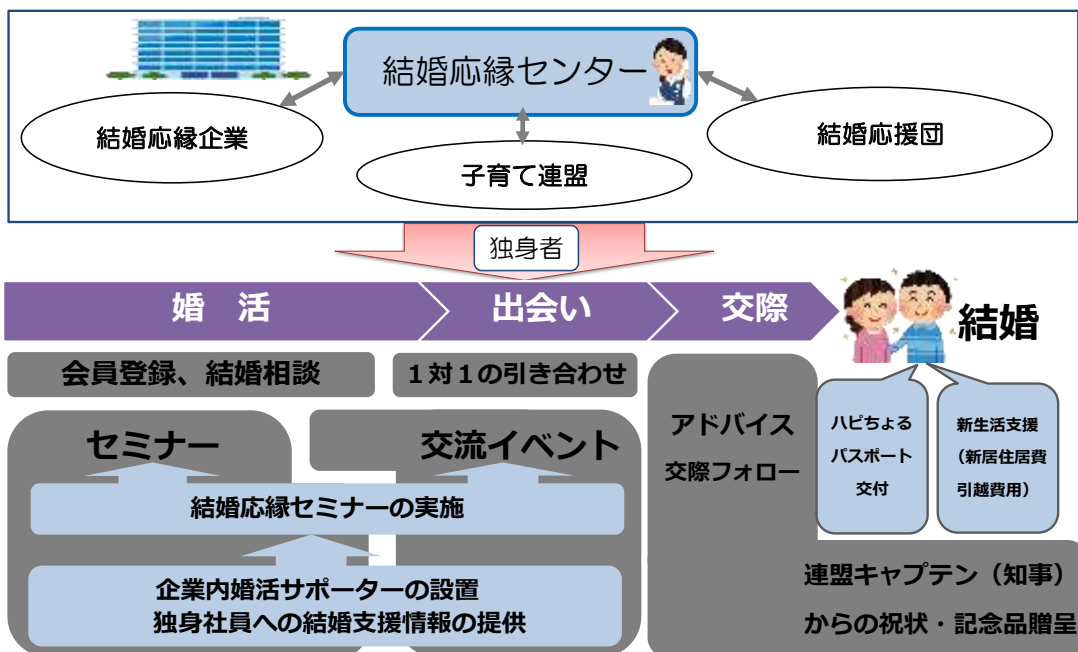 結婚応縁センター
結婚応縁企業
子育て連盟
結婚応援団
独身者
婚　活
出会い
交際
結婚
会員登録、結婚相談
１対１の引き合わせ
セミナー
交流イベント
結婚応縁セミナーの実施
企業内婚活サポーターの設置
独身社員への結婚支援情報の提供
アドバイス
交際フォロー
ハピちょる
パスポート
交付
新生活支援
（新居住居費
引越費用）
連盟キャプテン（知事）
からの祝状・記念品贈呈